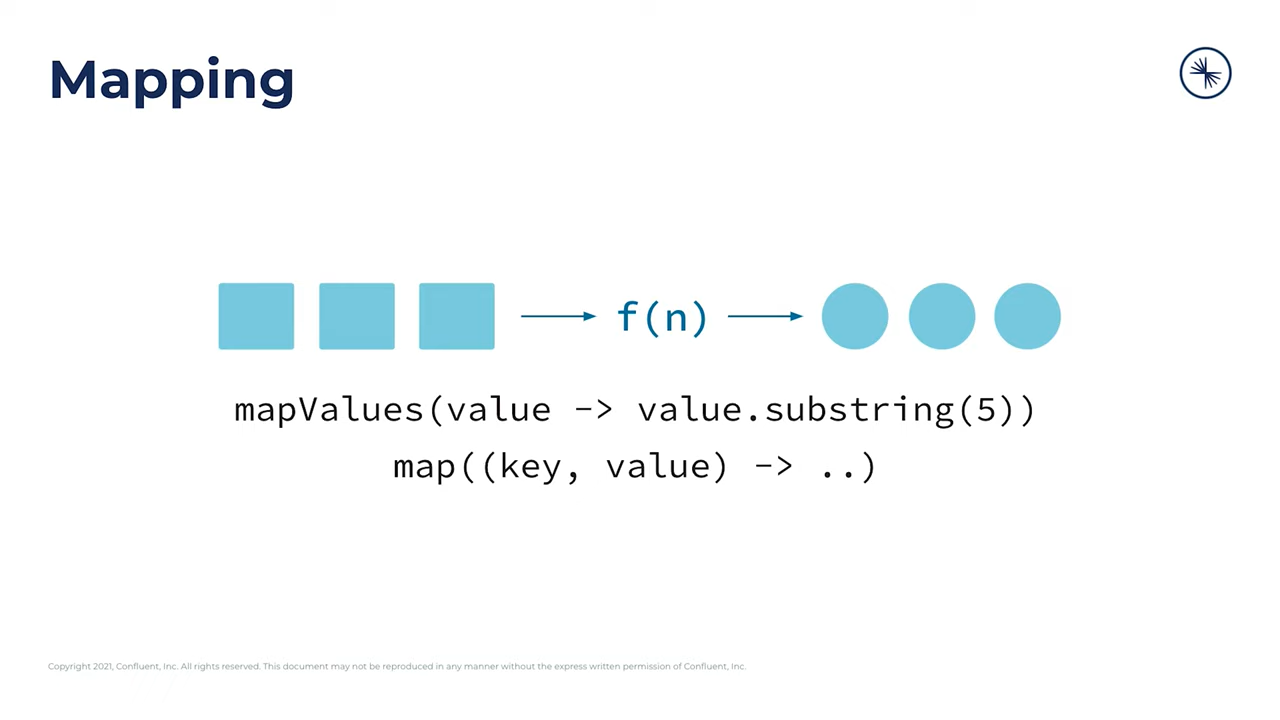 Mapping
f(n)
mapValues(value -> value.substring(5))
map((key, value) -> ..)
Copyright 2021, Confluent, Inc. All rights reserved. This document may not be reproduced in any manner without the express written permission of Confluent, Inc.